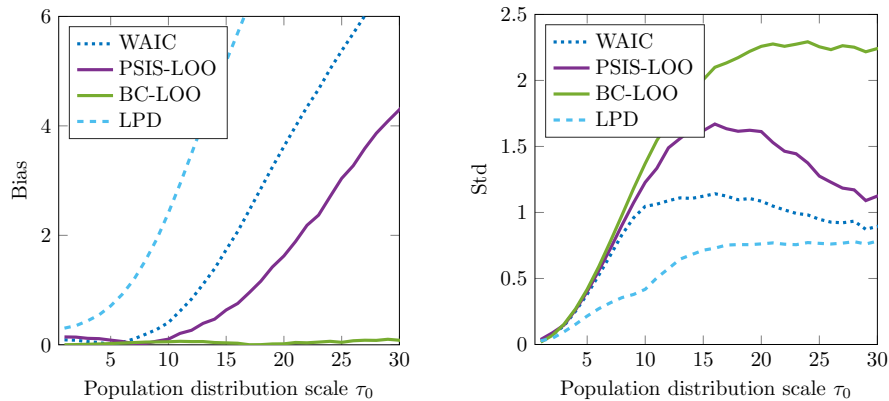 WAIC
PSIS-LOO
BC-LOO
LPD
Bias
0
2
4
6
5
10
15
20
25
30
Population distribution scale τ0
WAIC
PSIS-LOO
BC-LOO
LPD
Std
0
0.5
1
1.5
2
2.5
5
10
15
20
25
30
Population distribution scale τ0